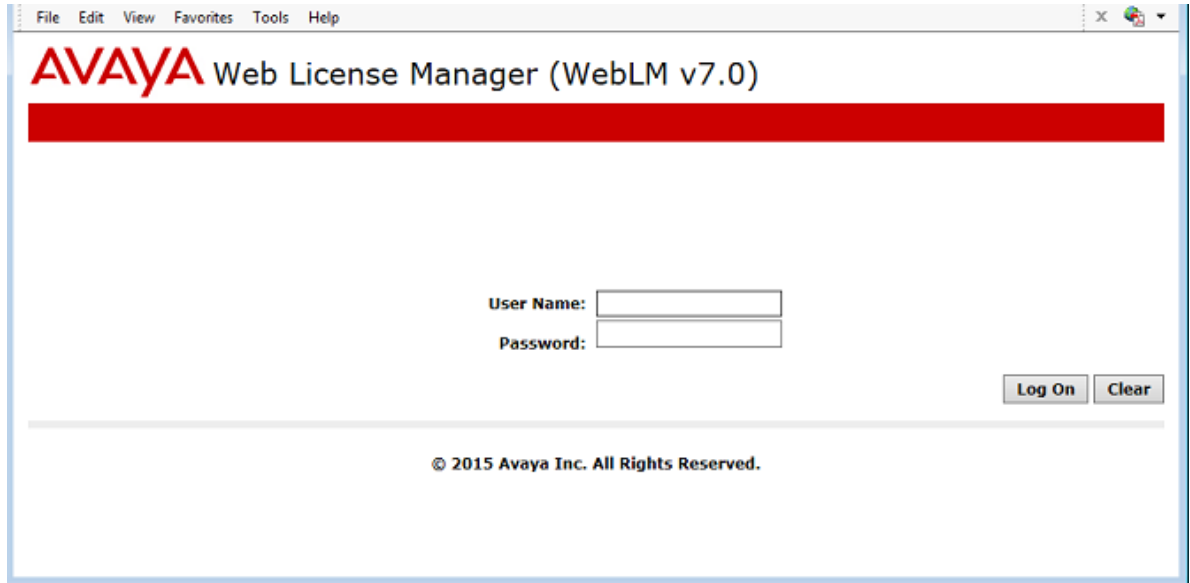 File Edit View Favorites Tools Help
AVAYA Web License Manager (WebLM v7.0)
User Name:
Password:
Log On Clear
© 2015 Avaya Inc. All Rights Reserved.